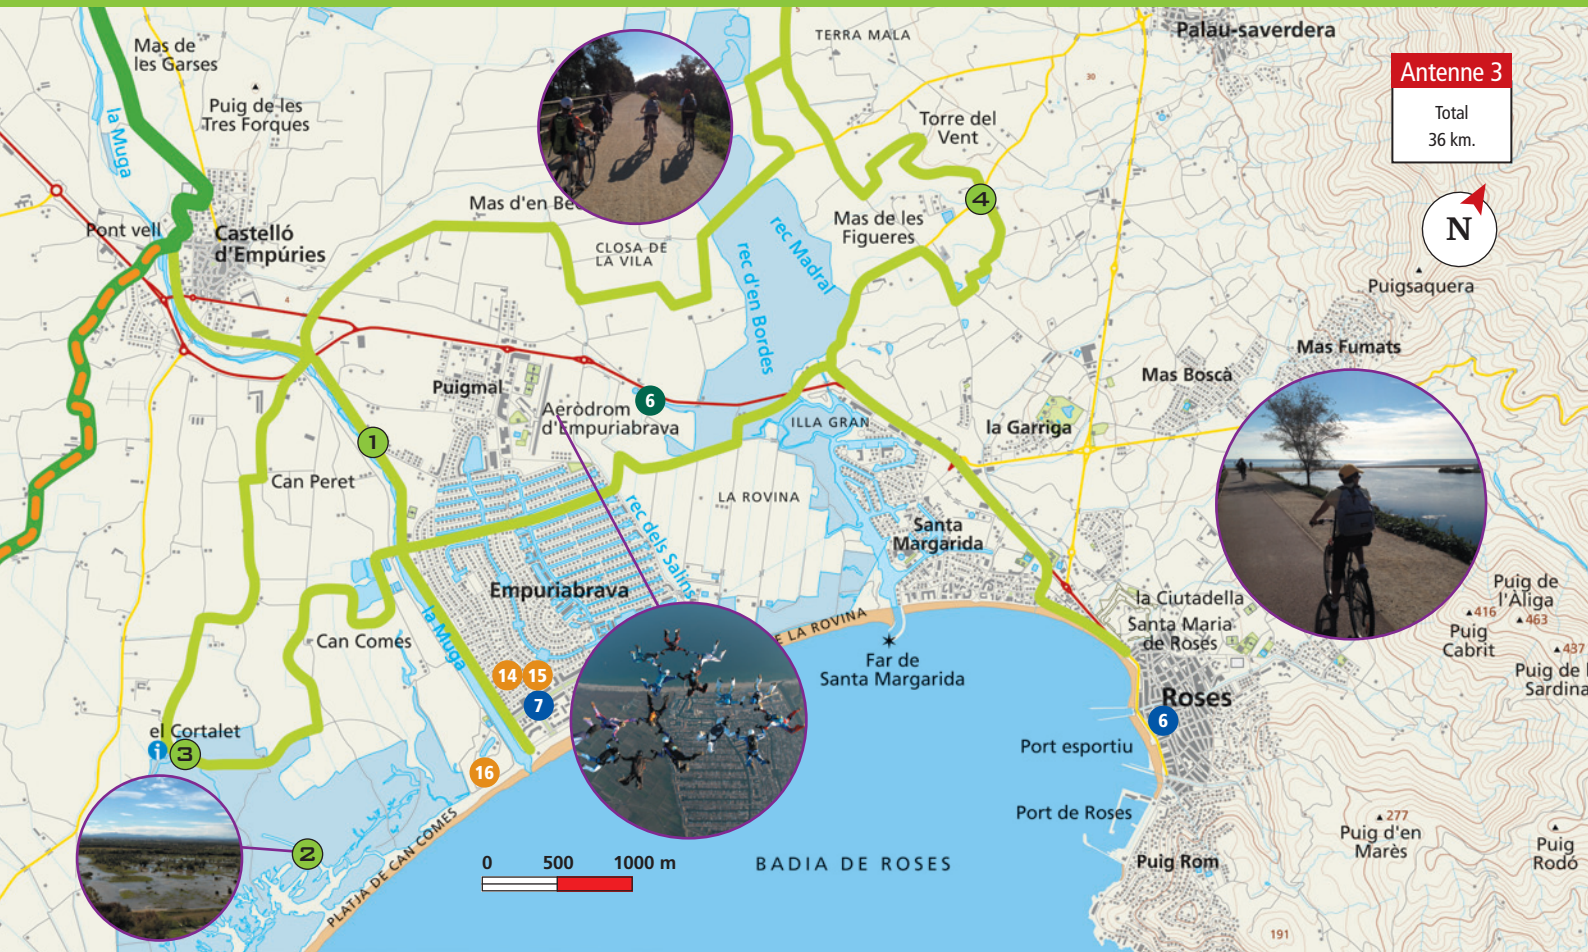 5
TERRA MALA
Palau-saverdera
Mas de
les Garses
Antenne 3
Total
36 km.
30
Puig de les
Tres Forques
la Muga
Torre del
Vent
4
Mas d'en Bec
Mas de les
Figueres
N
Pont vell
Castelló
d'Empúries
CLOSA DE
LA VILA
rec Madral
rec d'en Bordes
Puigsaquera
4
Mas Fumats
Mas Boscà
Puigmal
6
Aeròdrom
d'Empuriabrava
ILLA GRAN
la Garriga
1
Can Peret
LA ROVINA
rec dels Salins
Santa
Margarida
Empuriabrava
la Muga
Can Comes
E LA ROVINA
la Ciutadella
Santa Maria
de Roses
Puig de
l'Àliga
416
463
Puig
Cabrit
437
Puig de l
Sardina
Far de
Santa Margarida
14
15
7
Roses
6
el Cortalet
i
3
16
Port esportiu
Port de Roses
277
Puig d'en
Marès
Puig
Rodó
2
PLATJA DE CAN COMES
0 500 1000 m
BADIA DE ROSES
Puig Rom
191